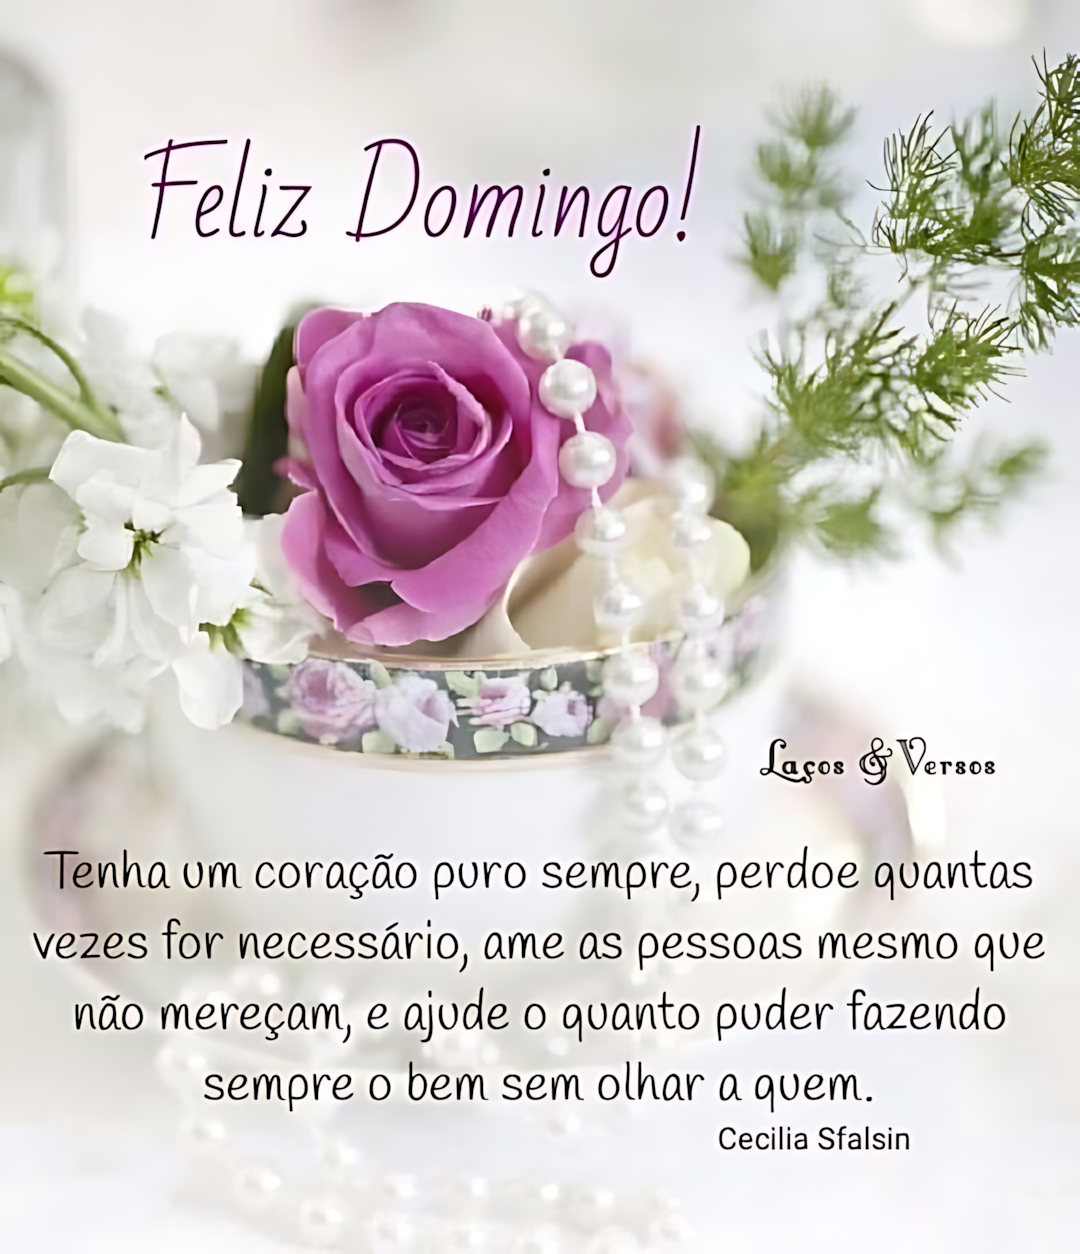 Feliz Domingo!
Laços & Versos
Tenha um coração puro sempre, perdoe quantas
vezes for necessário, ame as pessoas mesmo que
não mereçam, e ajude o quanto puder fazendo
sempre o bem sem olhar a quem.
Cecilia Sfalsin